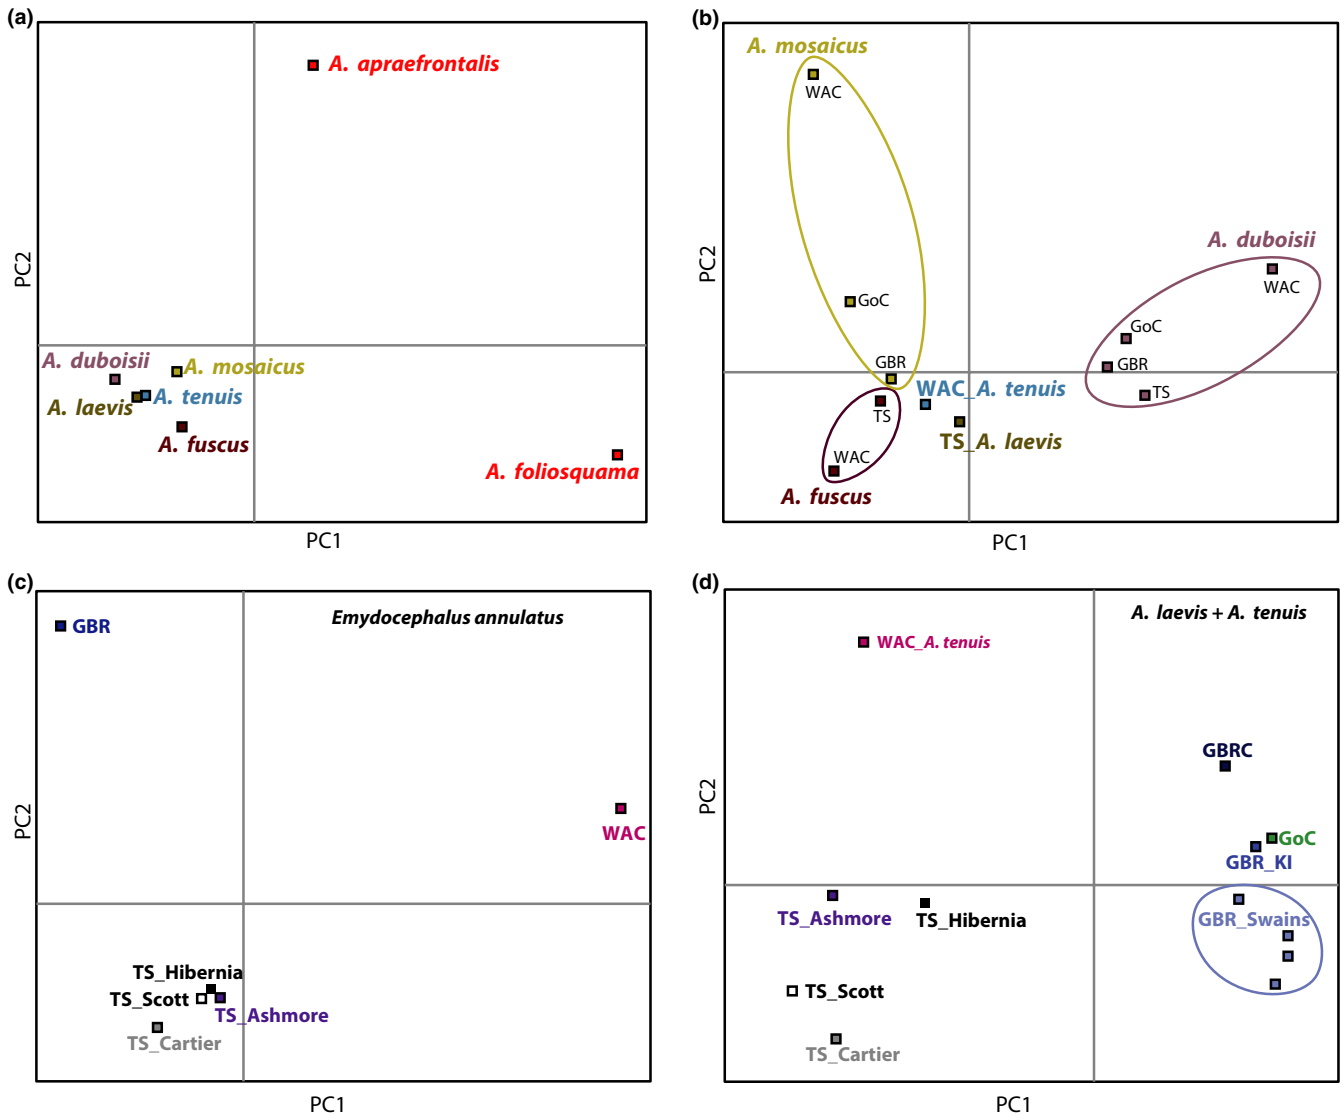 (a)
A. apraefrontalis
PC2
A. duboisii
A. mosaicus
A. tenuis
A. laevis
A. fuscus
A. foliosquama
PC1
(b)
A. mosaicus
WAC
A. duboisii
WAC
PC2
GoC
GoC
GBR
GBR
WAC_A. tenuis
TS
TS
TS_A. laevis
WAC
A. fuscus
PC1
(c)
Emydocephalus annulatus
GBR
PC2
WAC
TS_Hibernia
TS_Scott
TS_Ashmore
TS_Cartier
PC1
(d)
A. laevis + A. tenuis
WAC_A. tenuis
GBRC
PC2
GoC
GBR_KI
TS_Ashmore
TS_Hibernia
GBR_Swains
TS_Scott
TS_Cartier
PC1